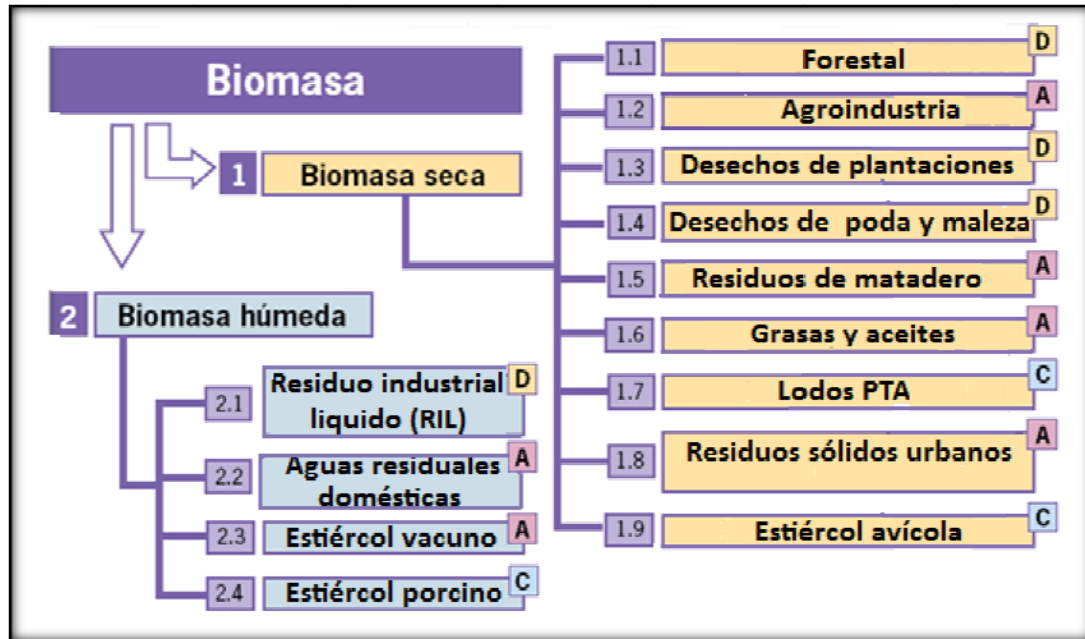 Biomasa
1 Biomasa seca
1.1 Forestal D
1.2 Agroindustria A
1.3 Desechos de plantaciones D
1.4 Desechos de poda y maleza D
1.5 Residuos de matadero A
1.6 Grasas y aceites A
1.7 Lodos PTA C
1.8 Residuos sólidos urbanos A
1.9 Estiércol avícola C
2 Biomasa húmeda
2.1 Residuo industrial D
liquido (RIL)
2.2 Aguas residuales A
domésticas
2.3 Estiércol vacuno A
2.4 Estiércol porcino C